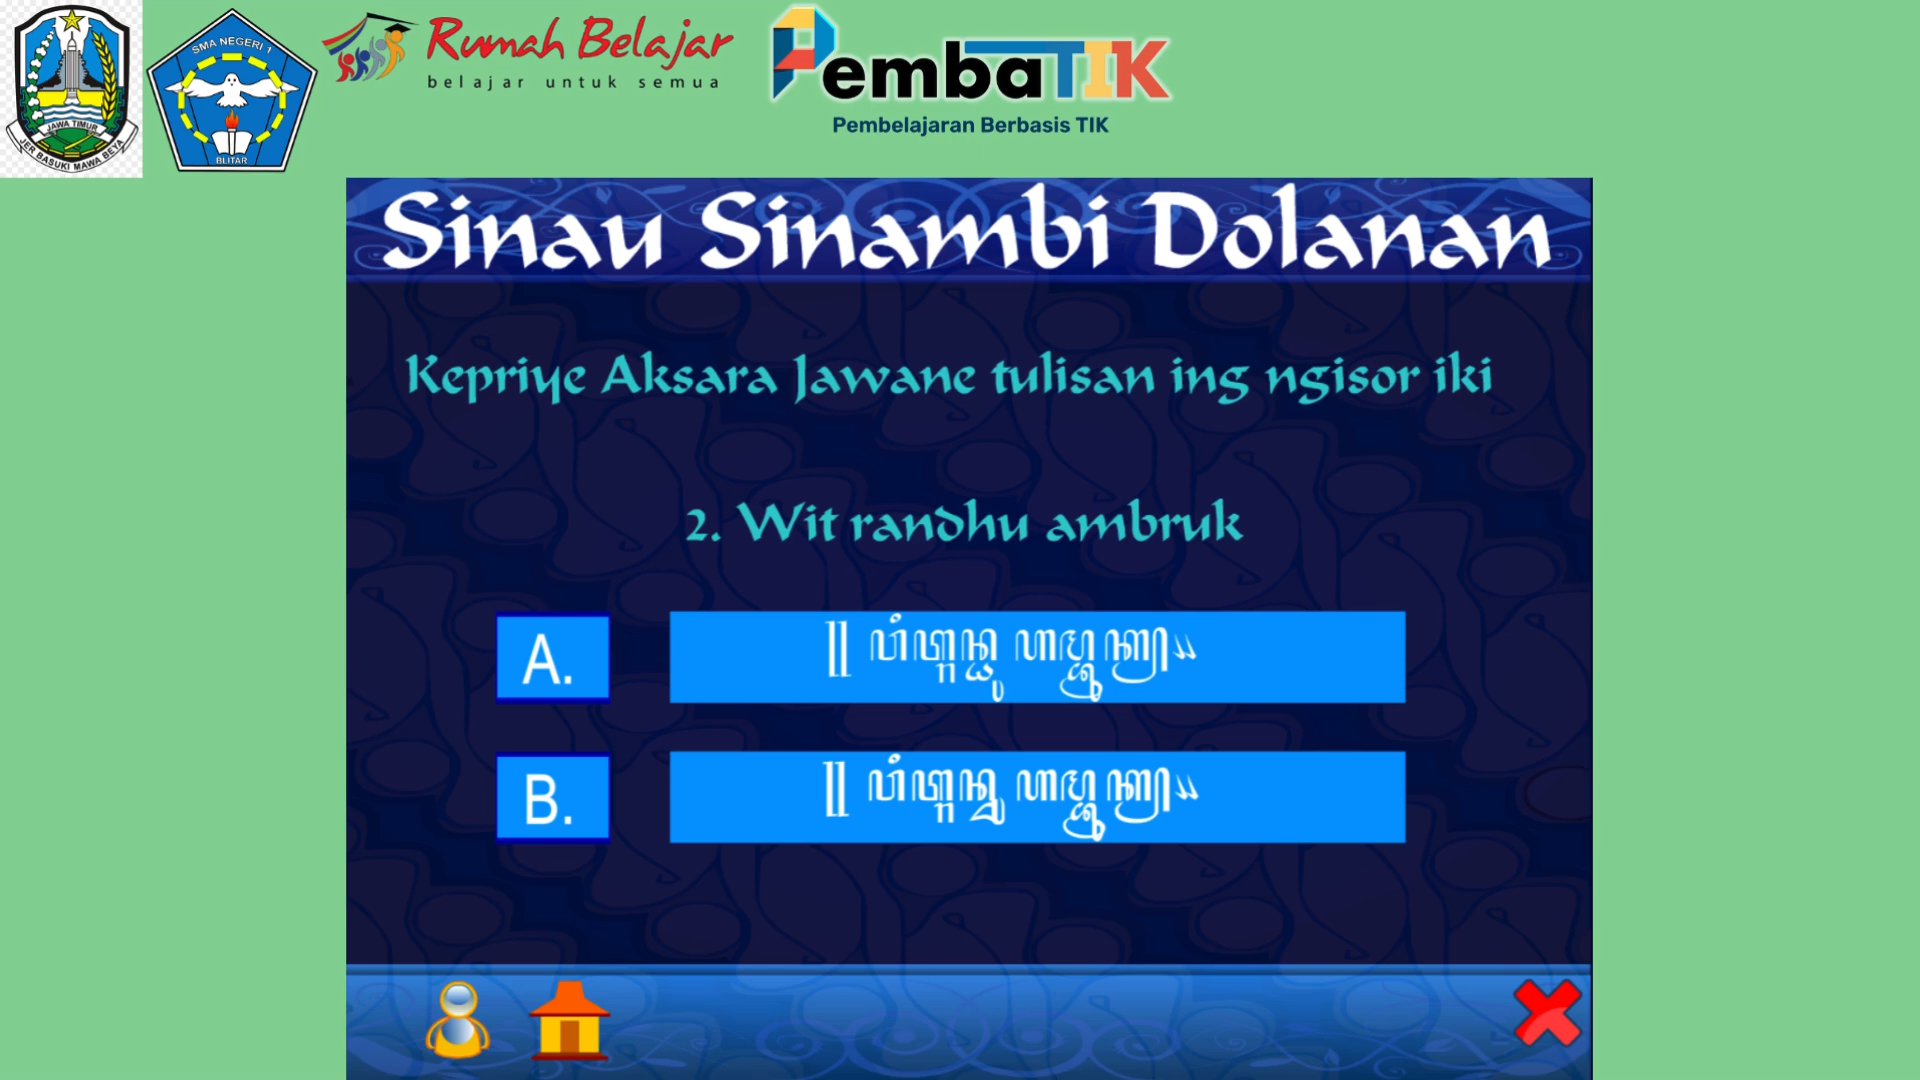 JAWA TIMUR
JER BASUKI MAWA BEYA
SMA NEGERI 1
BLITAR
Rumah Belajar
belajar untuk semua
PembaTIK
Pembelajaran Berbasis TIK
Sinau Sinambi Dolanan
Kepriye Aksara Jawane tulisan ing ngisor iki
2. Wit randhu ambruk
A.
B.